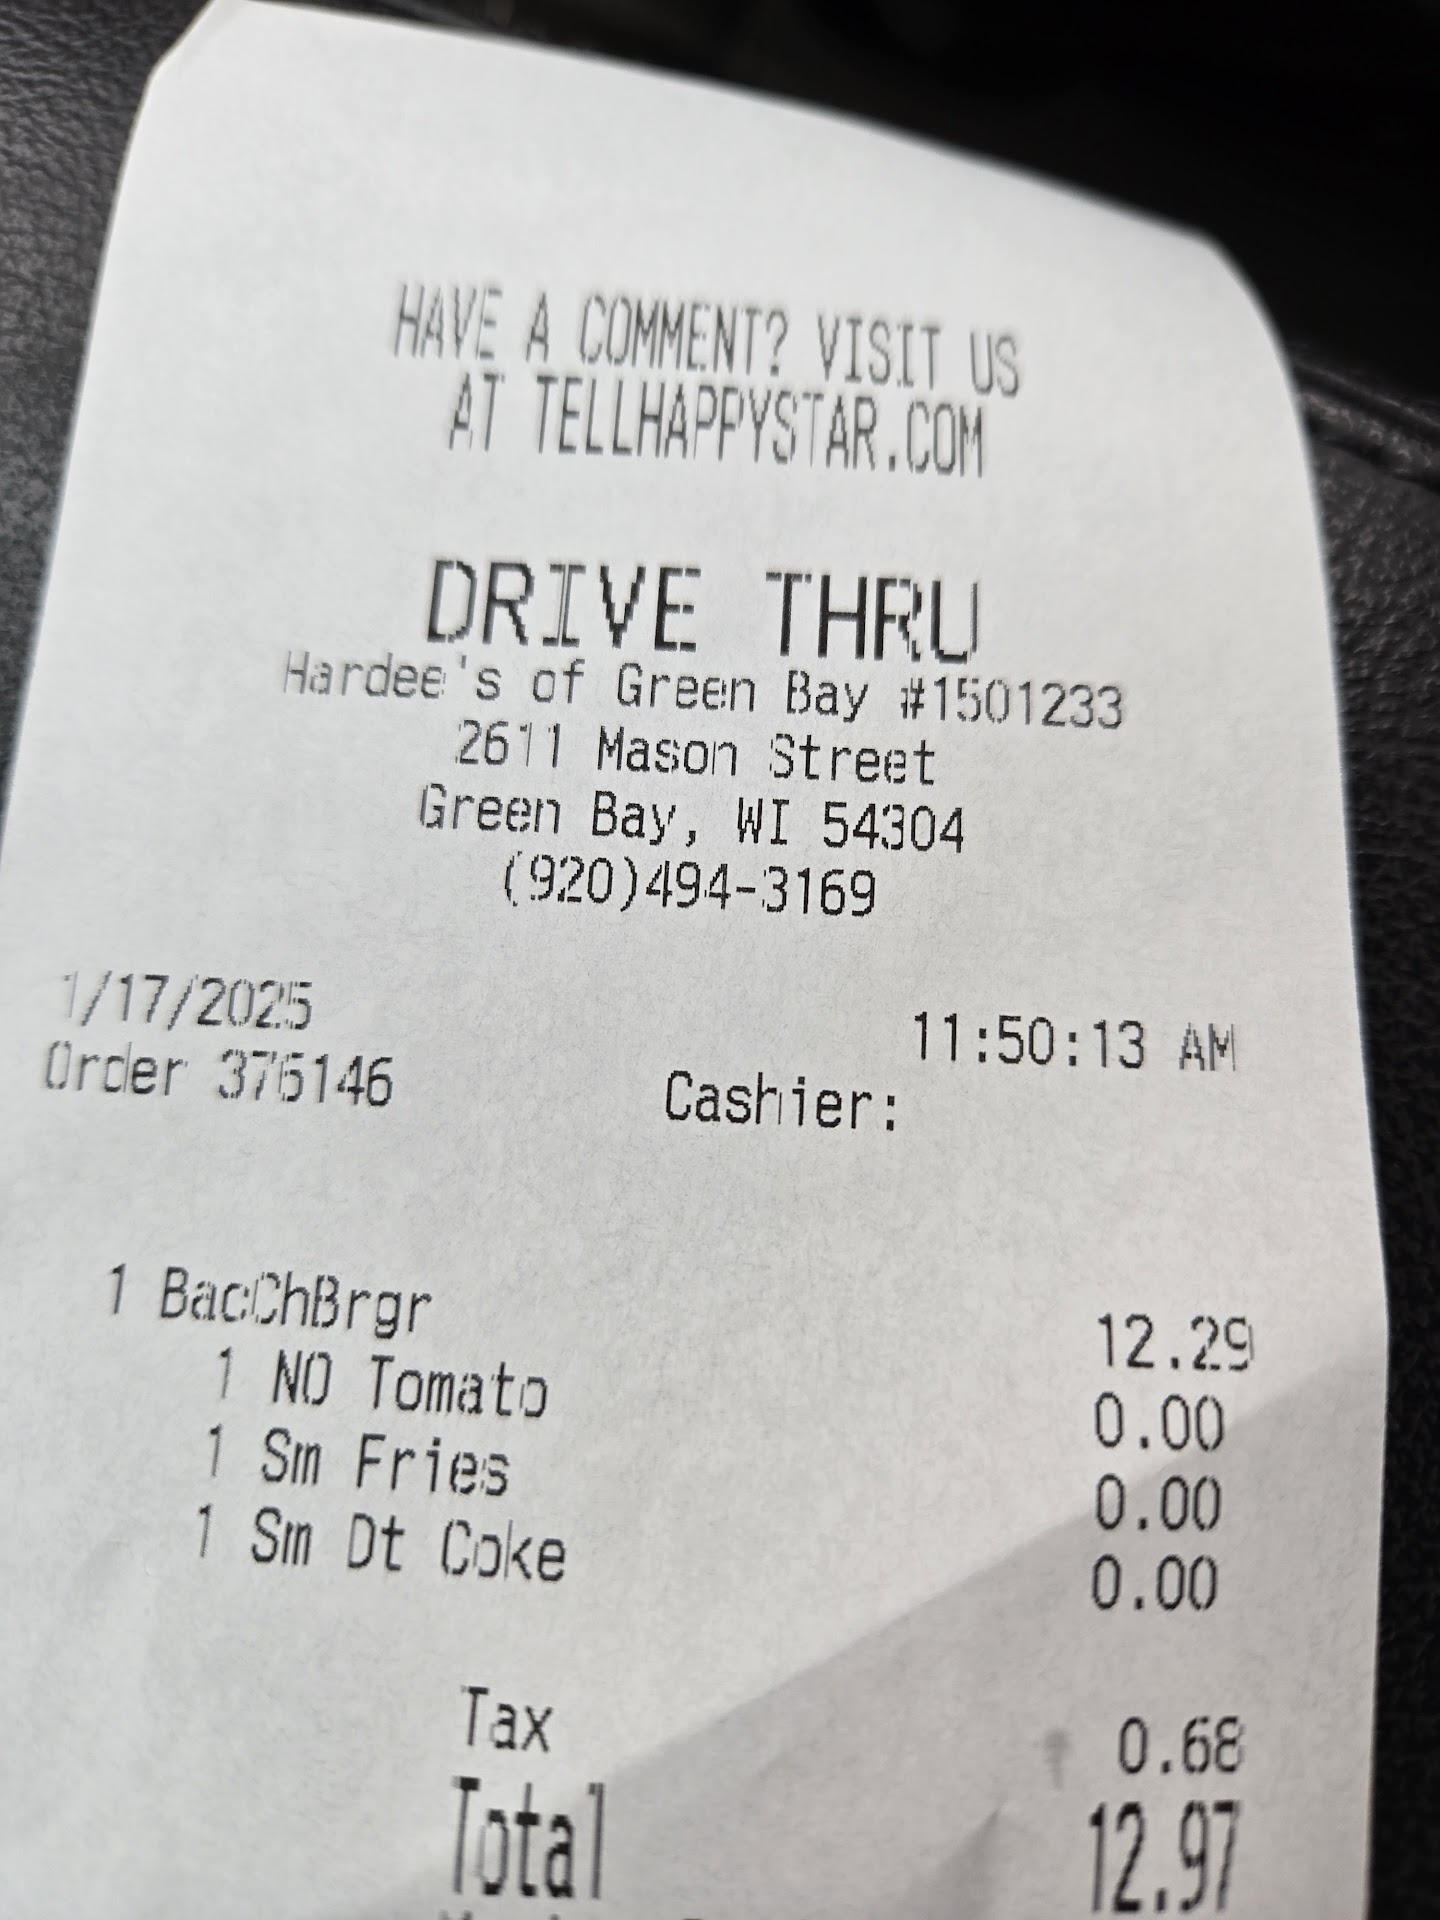 HAVE A COMMENT? VISIT US
AT TELLHAPPYSTAR.COM
DRIVE THRU
Hardee's of Green Bay #1501233
2611 Mason Street
Green Bay, WI 54304
(920)494-3169
1/17/2025 11:50:13 AM
Order 376146 Cashier:
1 BacChBrgr 12.29
1 NO Tomato 0.00
1 Sm Fries 0.00
1 Sm Dt Coke 0.00
Tax 0.68
Total 12.97